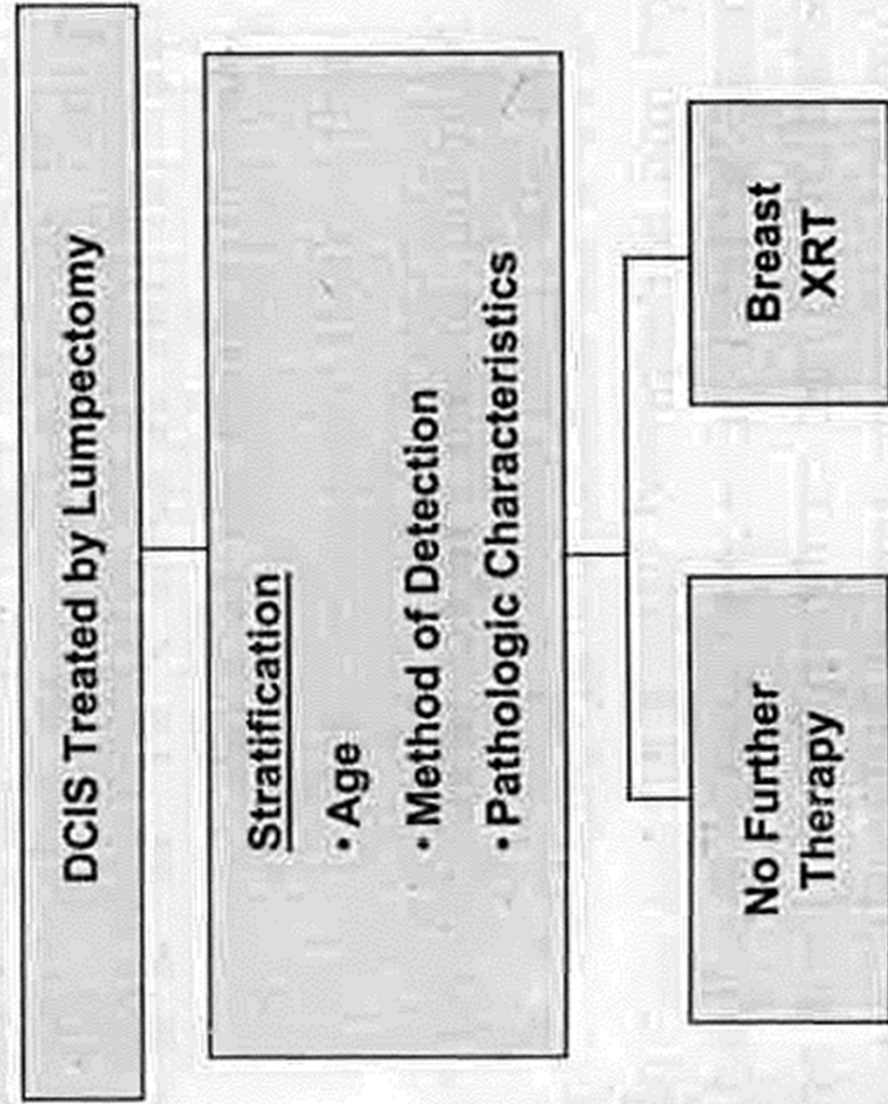 DCIS Treated by Lumpectomy
Stratification
• Age
• Method of Detection
• Pathologic Characteristics
No Further
Therapy
Breast
XRT